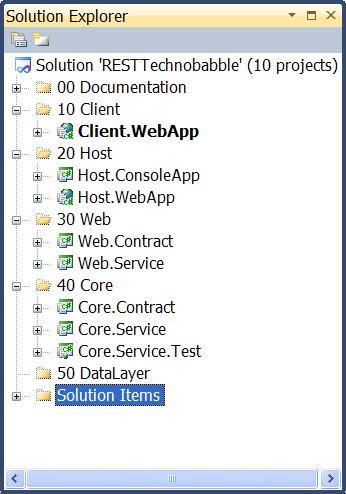 Solution Explorer
Solution 'RESTTechnobabble' (10 projects)
00 Documentation
10 Client
Client.WebApp
20 Host
Host.ConsoleApp
Host.WebApp
30 Web
Web.Contract
Web.Service
40 Core
Core.Contract
Core.Service
Core.Service.Test
50 DataLayer
Solution Items